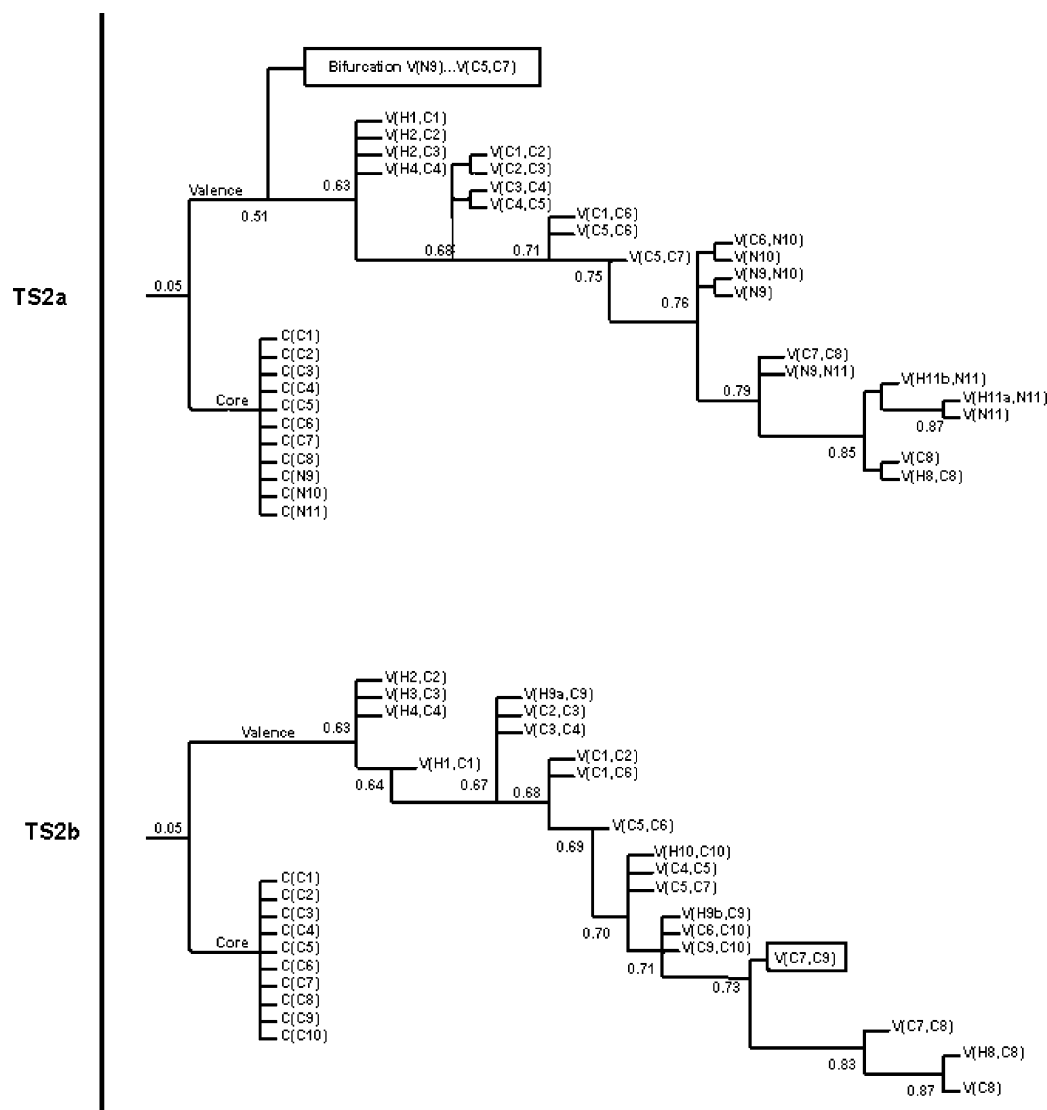 TS2a
Bifurcation V(N9)...V(C5,C7)
V(H1,C1)
V(H2,C2)
V(H2,C3)
V(H4,C4)
V(C1,C2)
V(C2,C3)
V(C3,C4)
V(C4,C5)
Valence
0.63
0.51
V(C1,C6)
V(C5,C6)
0.68
0.71
V(C5,C7)
0.75
V(C6,N10)
V(N10)
V(N9,N10)
V(N9)
0.76
0.05
C(C1)
C(C2)
C(C3)
C(C4)
C(C5)
C(C6)
C(C7)
C(C8)
C(N9)
C(N10)
C(N11)
Core
V(C7,C8)
V(N9,N11)
0.79
V(H11b,N11)
V(H11a,N11)
V(N11)
0.87
0.85
V(C8)
V(H8,C8)
TS2b
V(H2,C2)
V(H3,C3)
V(H4,C4)
0.63
Valence
V(H1,C1)
0.64
V(H9a,C9)
V(C2,C3)
V(C3,C4)
0.67
0.68
V(C1,C2)
V(C1,C6)
V(C5,C6)
0.69
0.05
V(H10,C10)
V(C4,C5)
V(C5,C7)
0.70
V(H9b,C9)
V(C6,C10)
V(C9,C10)
0.71
0.73
V(C7,C9)
C(C1)
C(C2)
C(C3)
C(C4)
C(C5)
C(C6)
C(C7)
C(C8)
C(C9)
C(C10)
Core
V(C7,C8)
0.83
V(H8,C8)
0.87
V(C8)